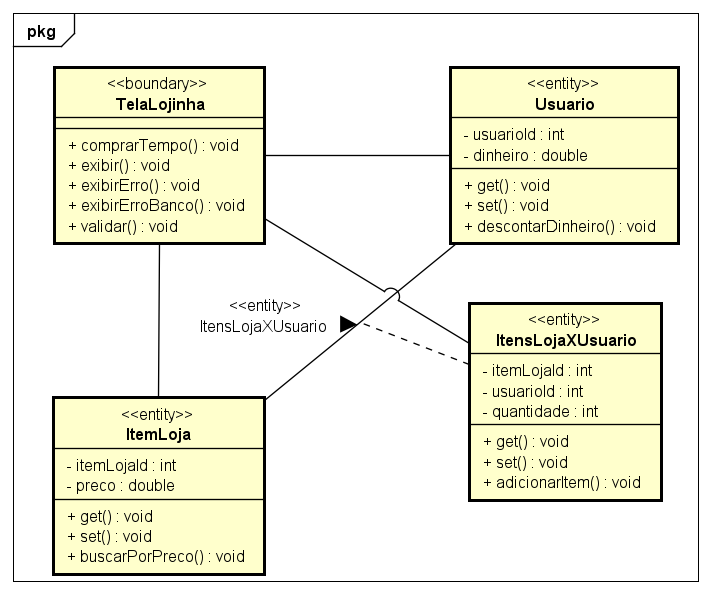 pkg
<<boundary>>
TelaLojinha
+ comprarTempo() : void
+ exibir() : void
+ exibirErro() : void
+ exibirErroBanco() : void
+ validar() : void
<<entity>>
Usuario
- usuarioId : int
- dinheiro : double
+ get() : void
+ set() : void
+ descontarDinheiro() : void
<<entity>>
ItensLojaXUsuario
<<entity>>
ItensLojaXUsuario
- itemLojaId : int
- usuarioId : int
- quantidade : int
+ get() : void
+ set() : void
+ adicionarItem() : void
<<entity>>
ItemLoja
- itemLojaId : int
- preco : double
+ get() : void
+ set() : void
+ buscarPorPreco() : void